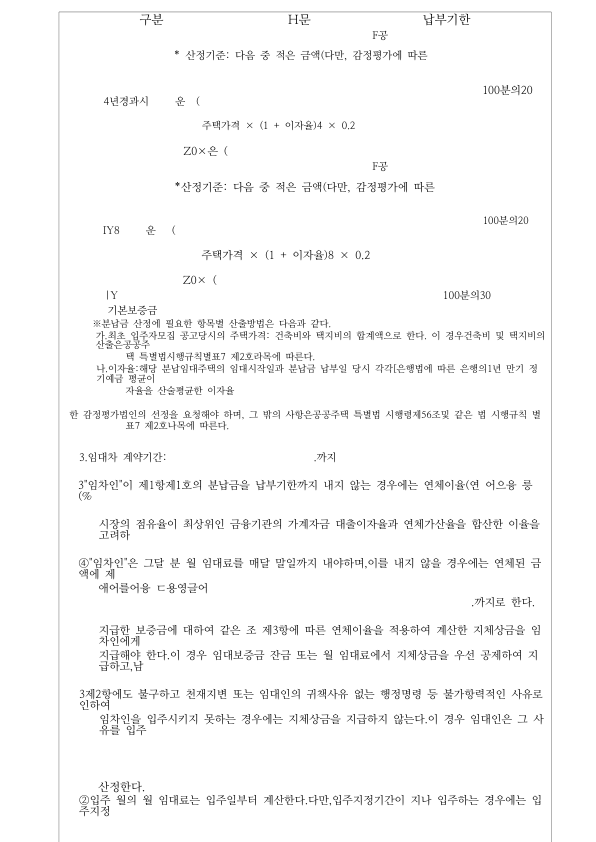 구분 H문 납부기한
F공
* 산정기준: 다음 중 적은 금액(다만, 감정평가에 따른
100분의20
4년경과시 운 (
주택가격 × (1 + 이자율)4 × 0.2
Z0×은 (
F공
*산정기준: 다음 중 적은 금액(다만, 감정평가에 따른
100분의20
IY8 운 (
주택가격 × (1 + 이자율)8 × 0.2
Z0× (
|Y 100분의30
기본보증금
※분납금 산정에 필요한 항목별 산출방법은 다음과 같다.
가.최초 입주자모집 공고당시의 주택가격: 건축비와 택지비의 합계액으로 한다. 이 경우건축비 및 택지비의
산출은공공주
택 특별법시행규칙별표7 제2호라목에 따른다.
나.이자율:해당 분납임대주택의 임대시작일과 분납금 납부일 당시 각각[은행법에 따른 은행의1년 만기 정
기예금 평균이
자율을 산술평균한 이자율
한 감정평가법인의 선정을 요청해야 하며, 그 밖의 사항은공공주택 특별법 시행령제56조및 같은 법 시행규칙 별
표7 제2호나목에 따른다.
3.임대차 계약기간: .까지
3"임차인"이 제1항제1호의 분납금을 납부기한까지 내지 않는 경우에는 연체이율(연 어으융 릉
(%
시장의 점유율이 최상위인 금융기관의 가계자금 대출이자율과 연체가산율을 합산한 이율을
고려하
④"임차인"은 그달 분 월 임대료를 매달 말일까지 내야하며,이를 내지 않을 경우에는 연체된 금
액에 제
애어를어융 ㄷ용영글어
.까지로 한다.
지급한 보증금에 대하여 같은 조 제3항에 따른 연체이율을 적용하여 계산한 지체상금을 임
차인에게
지급해야 한다.이 경우 임대보증금 잔금 또는 월 임대료에서 지체상금을 우선 공제하여 지
급하고,남
3제2항에도 불구하고 천재지변 또는 임대인의 귀책사유 없는 행정명령 등 불가항력적인 사유로
인하여
임차인을 입주시키지 못하는 경우에는 지체상금을 지급하지 않는다.이 경우 임대인은 그 사
유를 입주
산정한다.
②입주 월의 월 임대료는 입주일부터 계산한다.다만,입주지정기간이 지나 입주하는 경우에는 입
주지정